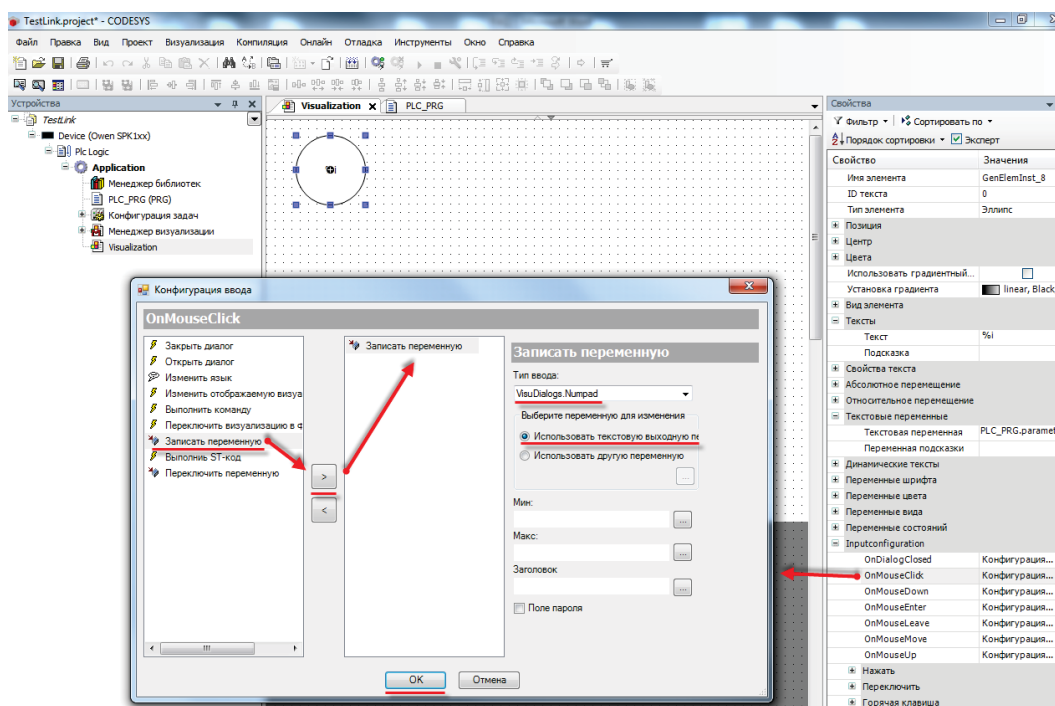 TestLink.project* - CODESYS
Файл Правка Вид Проект Визуализация Компиляция Онлайн Отладка Инструменты Окно Справка
Устройства
TestLink
Device (Owen SPK1xx)
Plc Logic
Application
Менеджер библиотек
PLC_PRG (PRG)
Конфигурация задач
Менеджер визуализации
Visualization
Visualization X PLC_PRG
%i
Свойства
Фильтр Сортировать по
Порядок сортировки Эксперт
Свойство Значения
Имя элемента GenElemInst_8
ID текста 0
Тип элемента Эллипс
Позиция
Центр
Цвета
Использовать градиентный...
Установка градиента linear, Black
Вид элемента
Тексты
Текст %i
Подсказка
Свойства текста
Абсолютное перемещение
Относительное перемещение
Текстовые переменные
Текстовая переменная PLC_PRG.paramet
Переменная подсказки
Динамические тексты
Переменные шрифта
Переменные цвета
Переменные вида
Переменные состояний
Inputconfiguration
OnDialogClosed Конфигурация...
OnMouseClick Конфигурация...
OnMouseDown Конфигурация...
OnMouseEnter Конфигурация...
OnMouseLeave Конфигурация...
OnMouseMove Конфигурация...
OnMouseUp Конфигурация...
Нажать
Переключить
Горячая клавиша
Конфигурация ввода
OnMouseClick
Закрыть диалог
Открыть диалог
Изменить язык
Изменить отображаемую визуа
Выполнить команду
Переключить визуализацию в ф
Записать переменную
Выполниь ST-код
Переключить переменную
>
<
Записать переменную
Записать переменную
Тип ввода:
VisuDialogs.Numpad
Выберите переменную для изменения
Использовать текстовую выходную пе
Использовать другую переменную
...
Мин:
...
Макс:
...
Заголовок
...
Поле пароля
OK Отмена